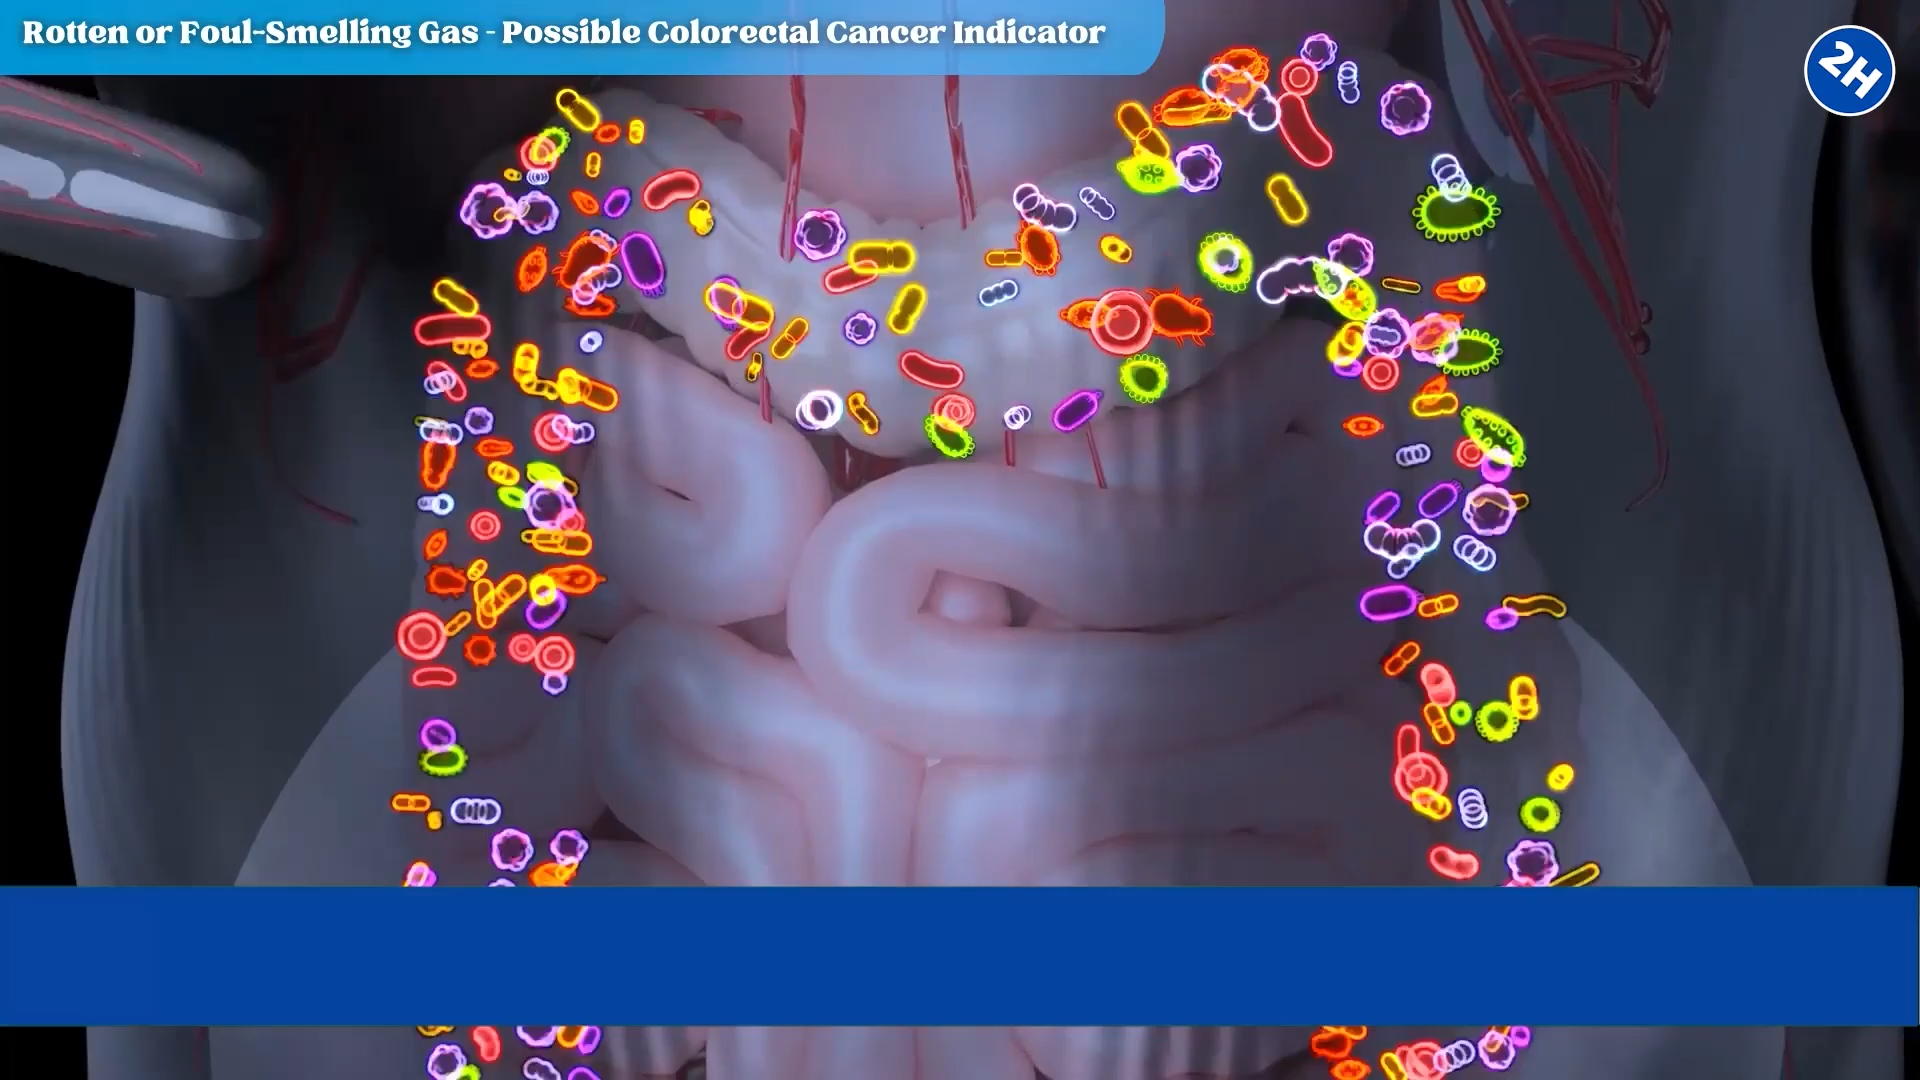 Rotten or Foul-Smelling Gas - Possible Colorectal Cancer Indicator
2H